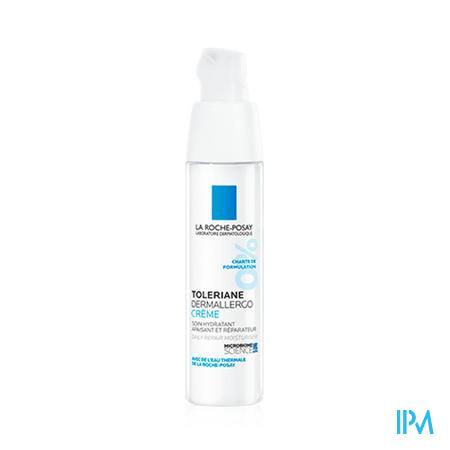 LA ROCHE-POSAY
LABORATOIRE DERMATOLOGIQUE
0%
CHARTE DE
FORMULATION
TOLERIANE
DERMALLERGO
CRÈME
SOIN HYDRATANT
APAISANT ET RÉPARATEUR
DAILY REPAIR MOISTURISER
MICROBIOME
SCIENCE
AVEC DE L'EAU THERMALE
DE LA ROCHE-POSAY
IPM